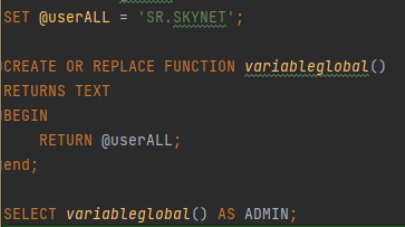 SET @userALL = 'SR.SKYNET';
CREATE OR REPLACE FUNCTION variableglobal()
RETURNS TEXT
BEGIN
RETURN @userALL;
end;
SELECT variableglobal() AS ADMIN;